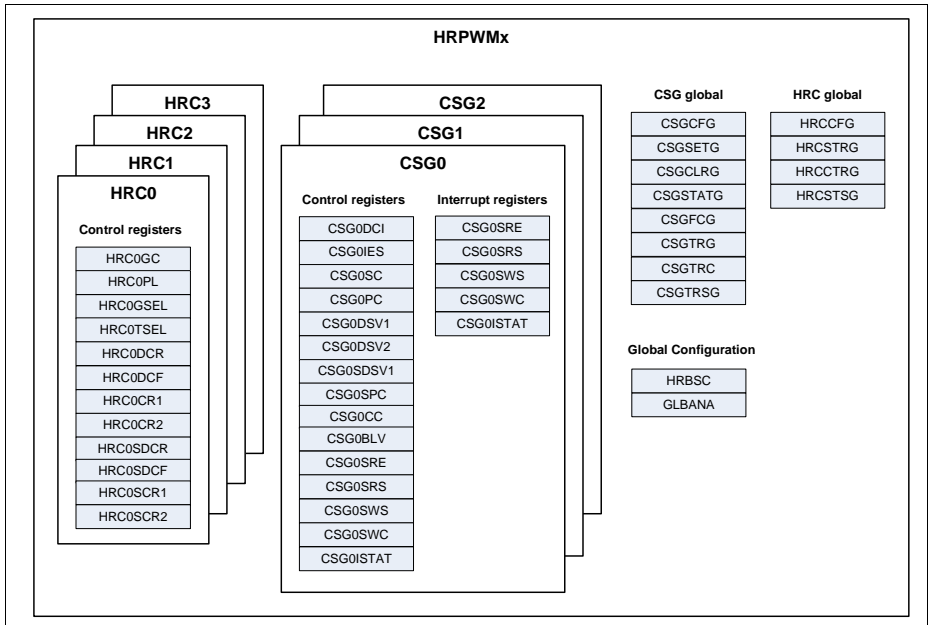 HRPWMx
HRC3
HRC2
HRC1
HRC0
Control registers
HRC0GC
HRC0PL
HRC0GSEL
HRC0TSEL
HRC0DCR
HRC0DCF
HRC0CR1
HRC0CR2
HRC0SDCR
HRC0SDCF
HRC0SCR1
HRC0SCR2
CSG2
CSG1
CSG0
Control registers
CSG0DCI
CSG0IES
CSG0SC
CSG0PC
CSG0DSV1
CSG0DSV2
CSG0SDSV1
CSG0SPC
CSG0CC
CSG0BLV
CSG0SRE
CSG0SRS
CSG0SWS
CSG0SWC
CSG0ISTAT
Interrupt registers
CSG0SRE
CSG0SRS
CSG0SWS
CSG0SWC
CSG0ISTAT
CSG global
CSGCFG
CSGSETG
CSGCLRG
CSGSTATG
CSGFCG
CSGTRG
CSGTRC
CSGTRSG
HRC global
HRCCFG
HRCSTRG
HRCCTRG
HRCSTSG
Global Configuration
HRBSC
GLBANA